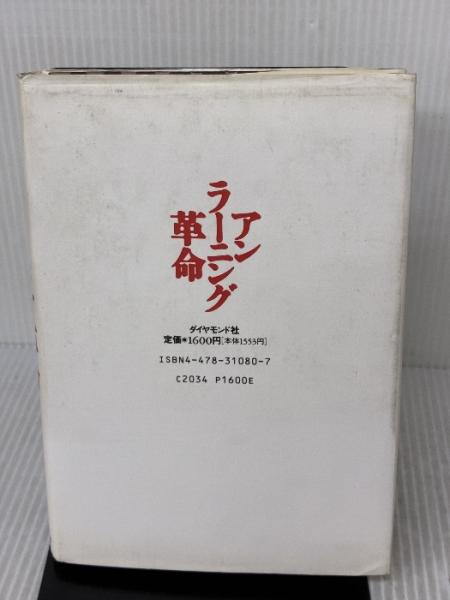 アン
ラーニング
革命
ダイヤモンド社
定価*1600円[本体1553円]
ISBN4-478-31080-7
C2034 P1600E